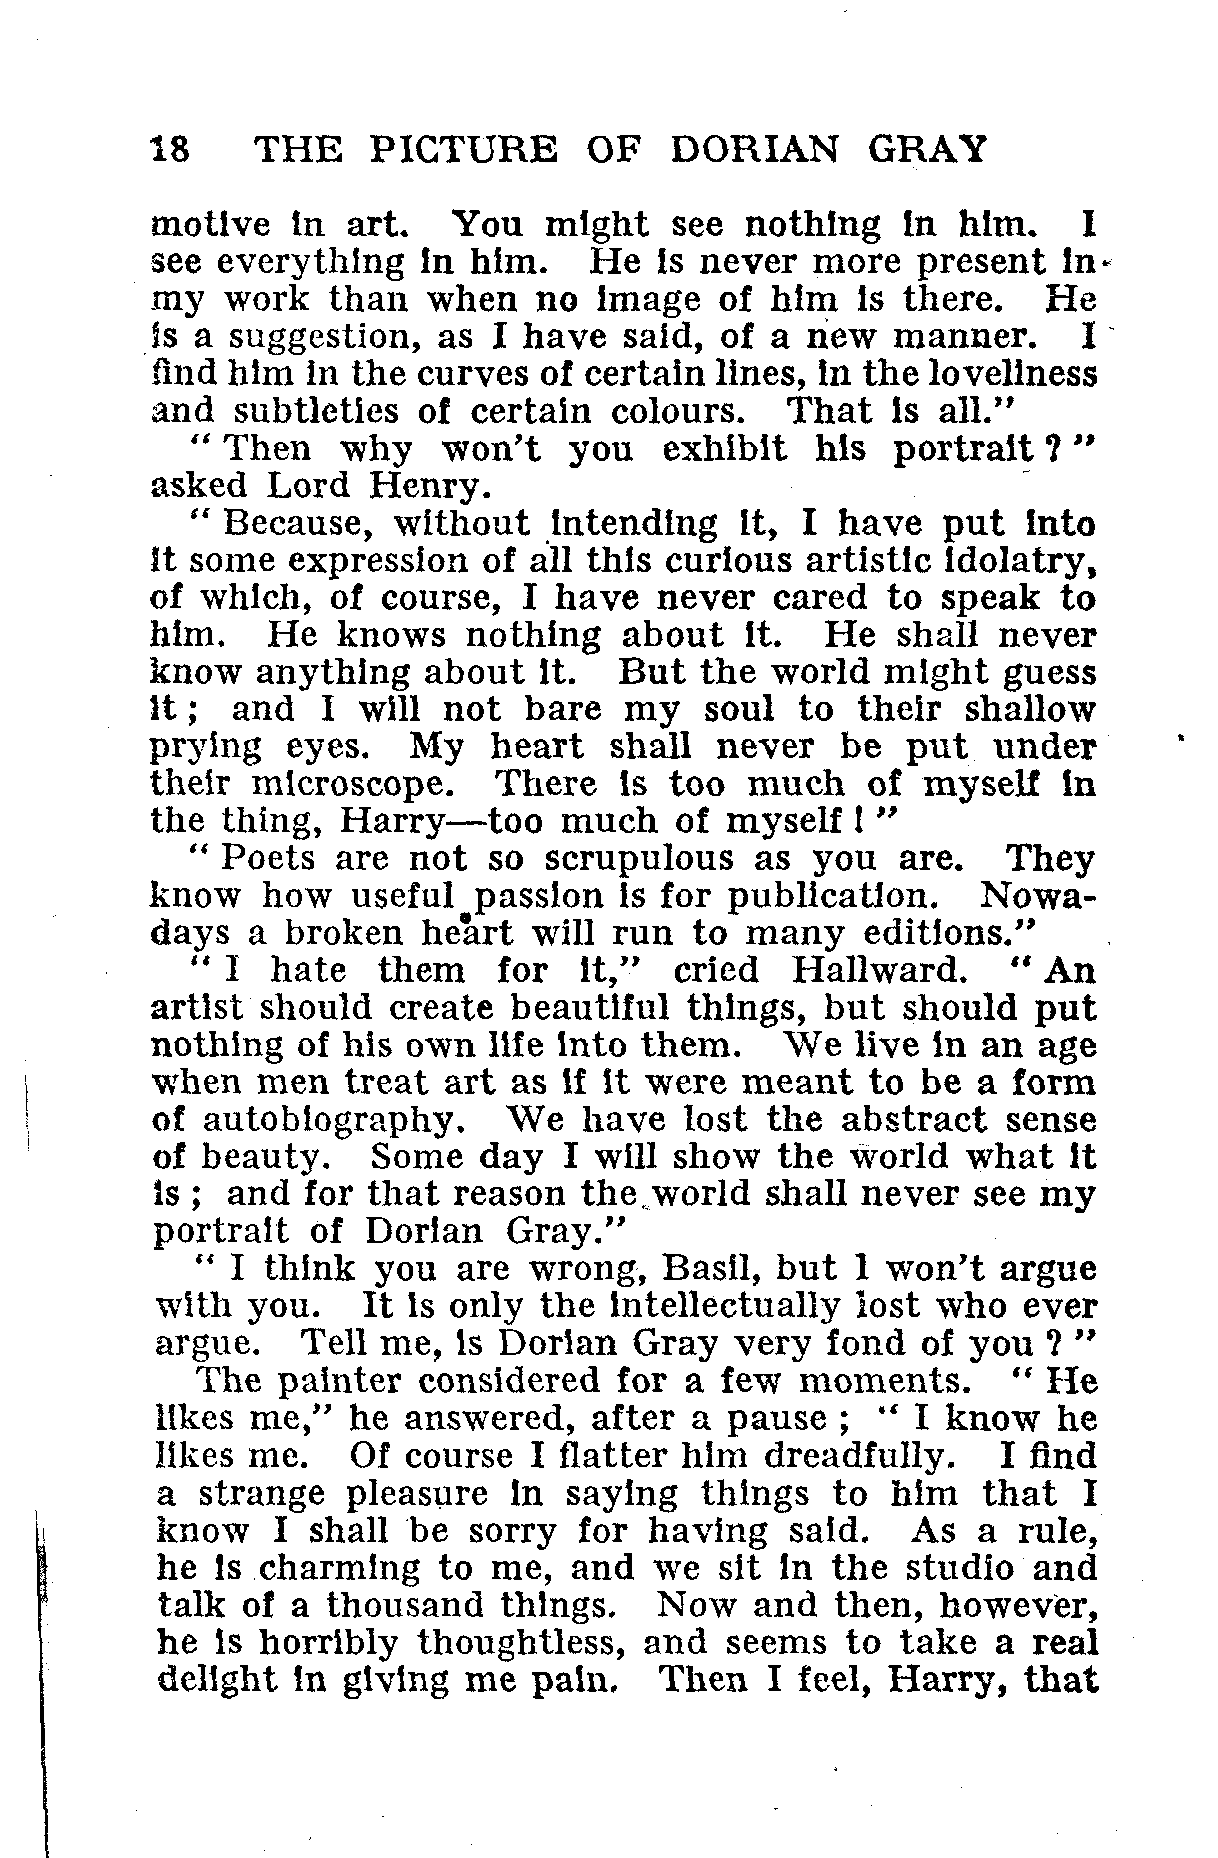 18 THE PICTURE OF DORIAN GRAY
motive in art. You might see nothing in him. I
see everything in him. He is never more present in
my work than when no image of him is there. He
is a suggestion, as I have said, of a new manner. I
find him in the curves of certain lines, in the loveliness
and subtleties of certain colours. That is all."
" Then why won't you exhibit his portrait ? "
asked Lord Henry.
" Because, without intending it, I have put into
it some expression of all this curious artistic idolatry,
of which, of course, I have never cared to speak to
him. He knows nothing about it. He shall never
know anything about it. But the world might guess
it ; and I will not bare my soul to their shallow
prying eyes. My heart shall never be put under
their microscope. There is too much of myself in
the thing, Harry—too much of myself ! "
" Poets are not so scrupulous as you are. They
know how useful passion is for publication. Nowa-
days a broken heart will run to many editions."
" I hate them for it," cried Hallward. " An
artist should create beautiful things, but should put
nothing of his own life into them. We live in an age
when men treat art as if it were meant to be a form
of autobiography. We have lost the abstract sense
of beauty. Some day I will show the world what it
is ; and for that reason the world shall never see my
portrait of Dorian Gray."
" I think you are wrong, Basil, but I won't argue
with you. It is only the intellectually lost who ever
argue. Tell me, is Dorian Gray very fond of you ? "
The painter considered for a few moments. " He
likes me," he answered, after a pause ; " I know he
likes me. Of course I flatter him dreadfully. I find
a strange pleasure in saying things to him that I
know I shall be sorry for having said. As a rule,
he is charming to me, and we sit in the studio and
talk of a thousand things. Now and then, however,
he is horribly thoughtless, and seems to take a real
delight in giving me pain. Then I feel, Harry, that